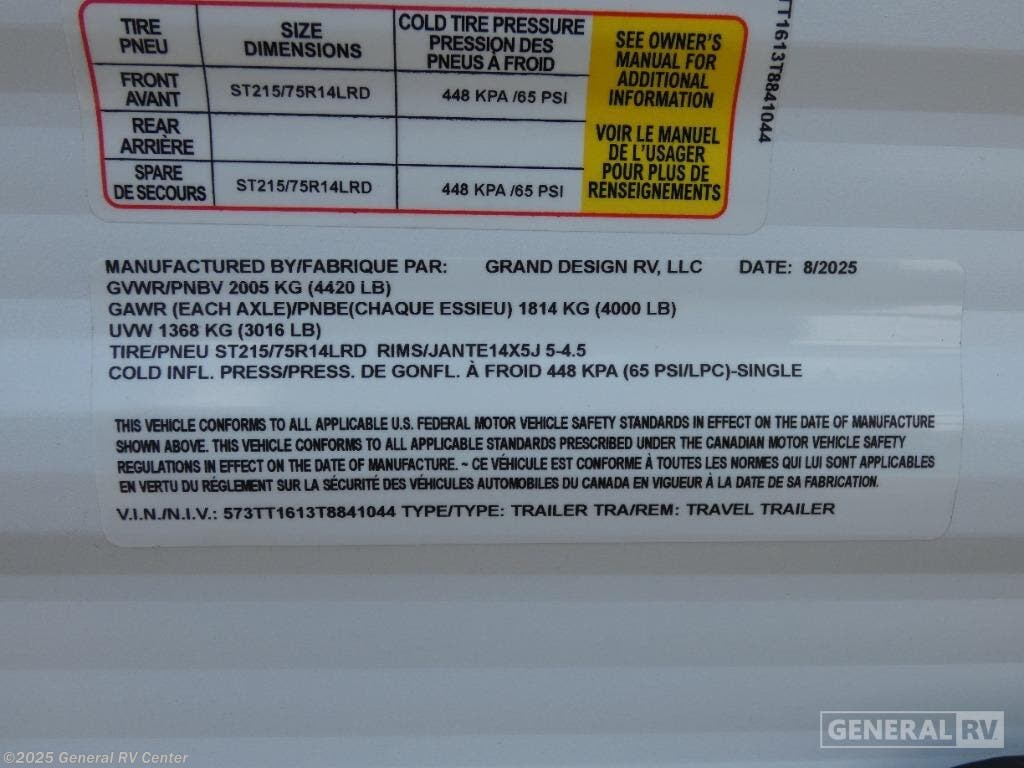 TIRE PNEU SIZE DIMENSIONS COLD TIRE PRESSURE PRESSION DES PNEUS À FROID
SEE OWNER'S
MANUAL FOR
ADDITIONAL
INFORMATION
FRONT AVANT ST215/75R14LRD 448 KPA /65 PSI
REAR ARRIÈRE
SPARE DE SECOURS ST215/75R14LRD 448 KPA /65 PSI
VOIR LE MANUEL
DE L'USAGER
POUR PLUS DE
RENSEIGNEMENTS
TT1613T8841044
MANUFACTURED BY/FABRIQUE PAR: GRAND DESIGN RV, LLC DATE: 8/2025
GVWR/PNBV 2005 KG (4420 LB)
GAWR (EACH AXLE)/PNBE(CHAQUE ESSIEU) 1814 KG (4000 LB)
UVW 1368 KG (3016 LB)
TIRE/PNEU ST215/75R14LRD RIMS/JANTE14X5J 5-4.5
COLD INFL. PRESS/PRESS. DE GONFL. À FROID 448 KPA (65 PSI/LPC)-SINGLE
THIS VEHICLE CONFORMS TO ALL APPLICABLE U.S. FEDERAL MOTOR VEHICLE SAFETY STANDARDS IN EFFECT ON THE DATE OF MANUFACTURE
SHOWN ABOVE. THIS VEHICLE CONFORMS TO ALL APPLICABLE STANDARDS PRESCRIBED UNDER THE CANADIAN MOTOR VEHICLE SAFETY
REGULATIONS IN EFFECT ON THE DATE OF MANUFACTURE. ~ CE VÉHICULE EST CONFORME À TOUTES LES NORMES QUI LUI SONT APPLICABLES
EN VERTU DU RÉGLEMENT SUR LA SÉCURITÉ DES VÉHICULES AUTOMOBILES DU CANADA EN VIGUEUR À LA DATE DE SA FABRICATION.
V.I.N./N.I.V.: 573TT1613T8841044 TYPE/TYPE: TRAILER TRA/REM: TRAVEL TRAILER
GENERAL RV
©2025 General RV Center